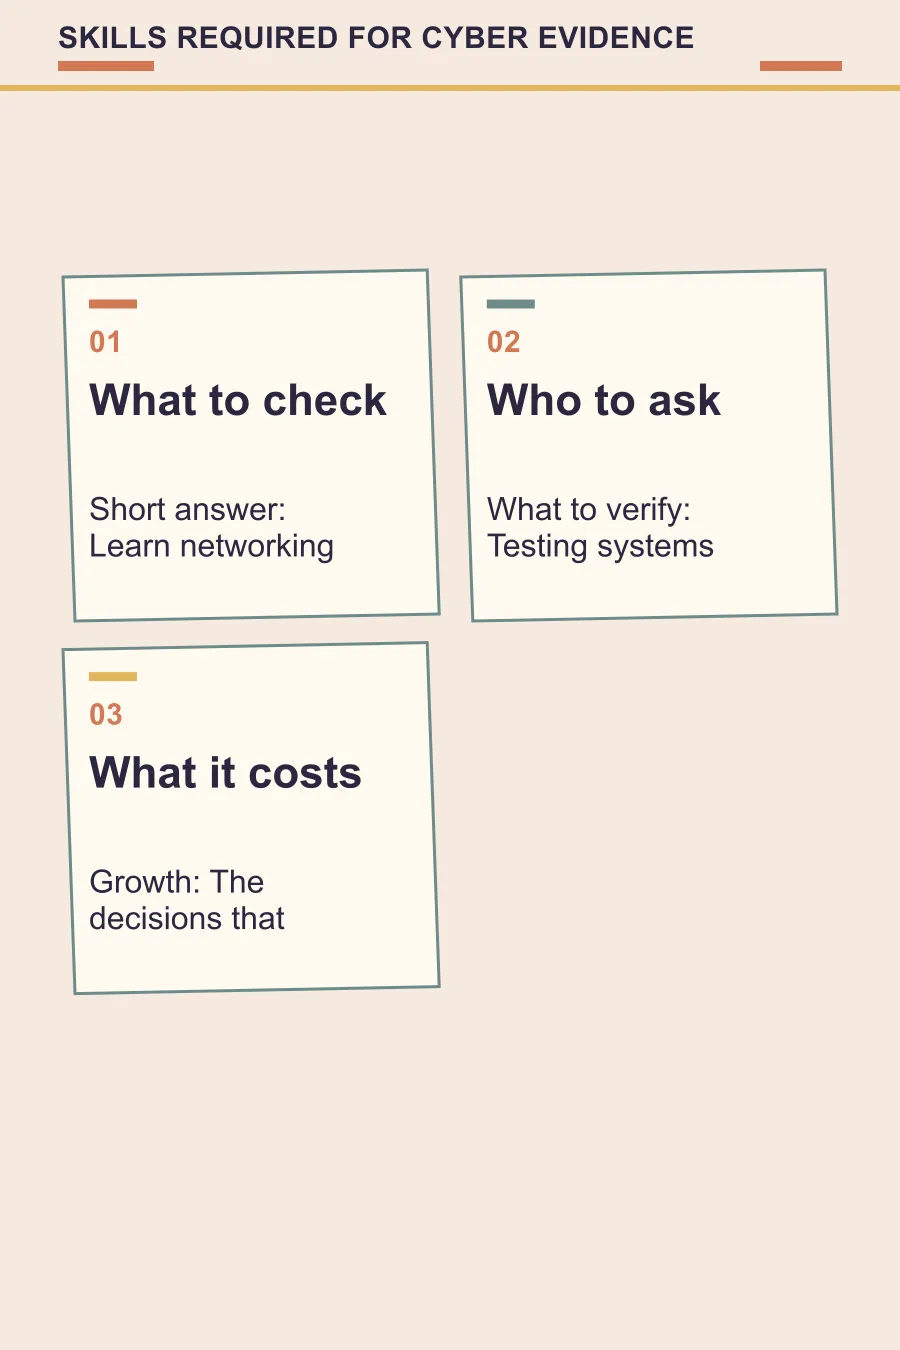 SKILLS REQUIRED FOR CYBER EVIDENCE
01
What to check
Short answer:
Learn networking
02
Who to ask
What to verify:
Testing systems
03
What it costs
Growth: The
decisions that